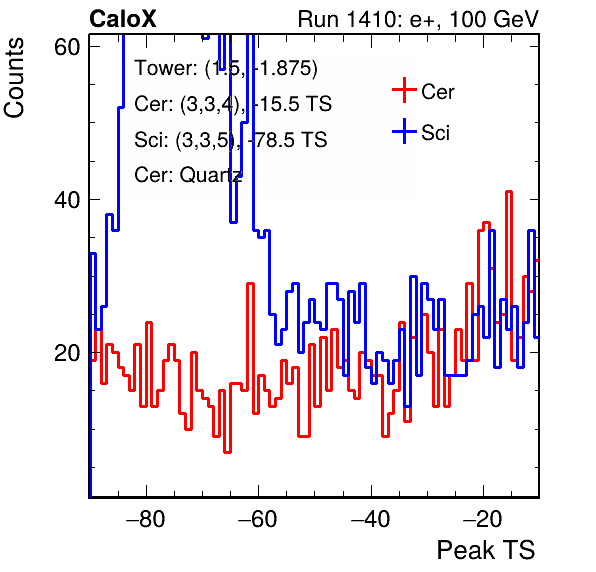 CaloX Run 1410: e+, 100 GeV
Counts
60
40
20
Tower: (1.5, -1.875)
Cer: (3,3,4), -15.5 TS
Sci: (3,3,5), -78.5 TS
Cer: Quartz
Cer
Sci
−80 −60 −40 −20
Peak TS